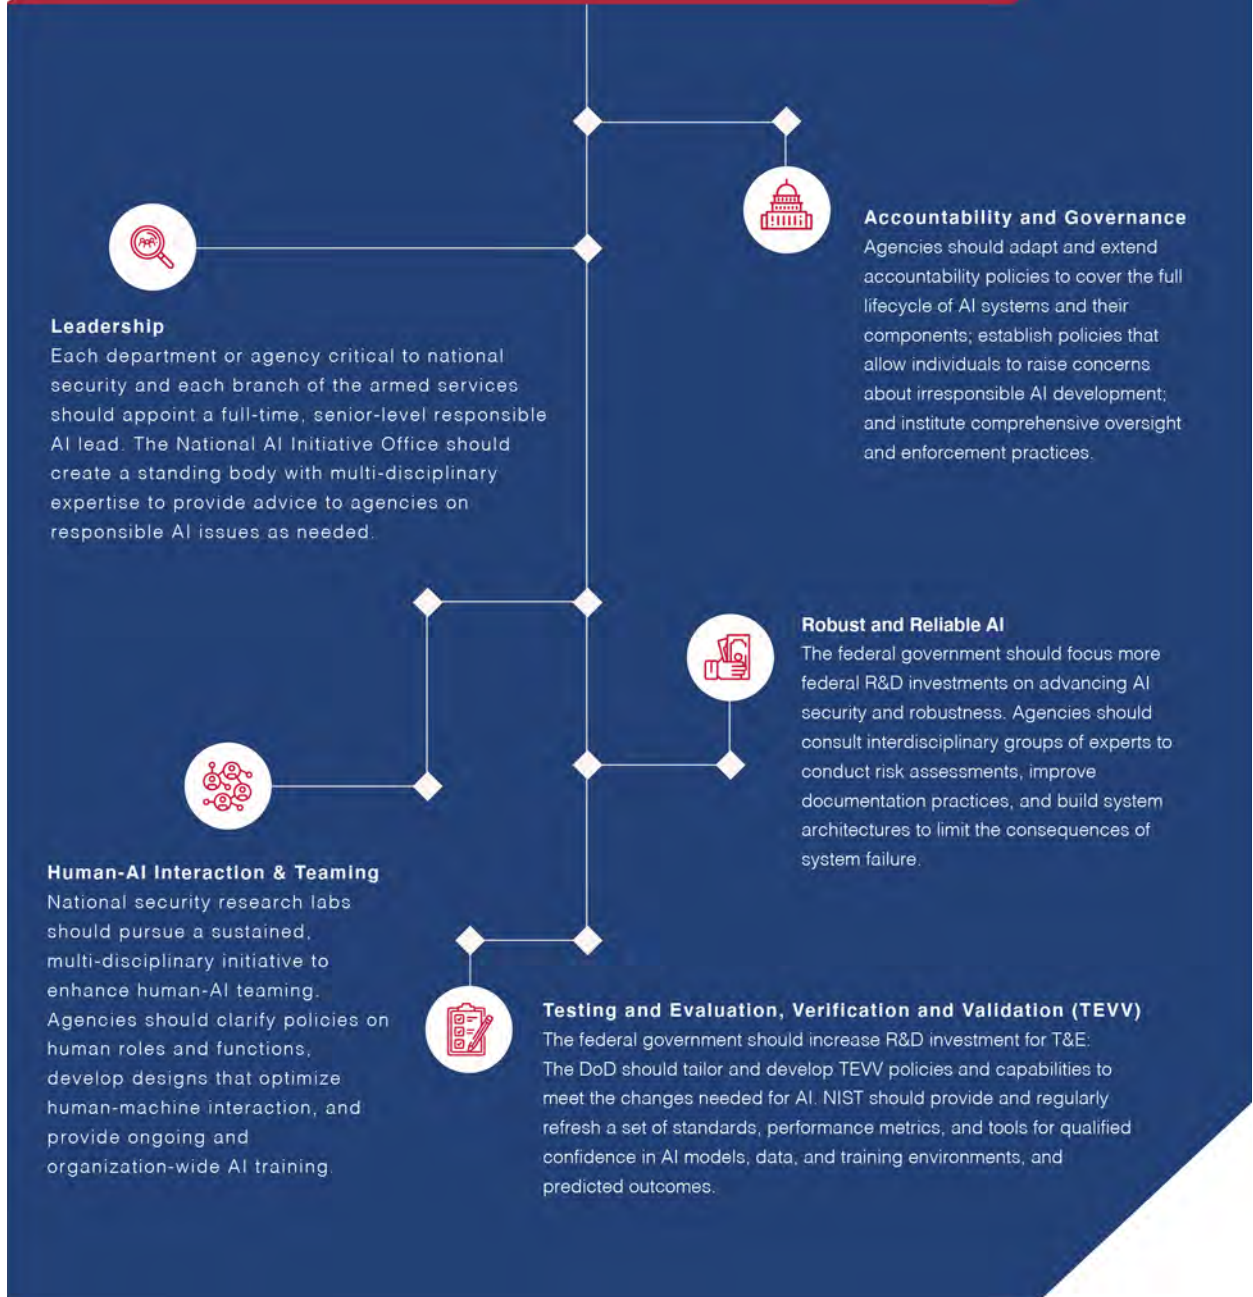 Accountability and Governance
Agencies should adapt and extend
accountability policies to cover the full
lifecycle of AI systems and their
components; establish policies that
allow individuals to raise concerns
about irresponsible AI development;
and institute comprehensive oversight
and enforcement practices.
Leadership
Each department or agency critical to national
security and each branch of the armed services
should appoint a full-time, senior-level responsible
AI lead. The National AI Initiative Office should
create a standing body with multi-disciplinary
expertise to provide advice to agencies on
responsible AI issues as needed.
Robust and Reliable AI
The federal government should focus more
federal R&D investments on advancing AI
security and robustness. Agencies should
consult interdisciplinary groups of experts to
conduct risk assessments, improve
documentation practices, and build system
architectures to limit the consequences of
system failure.
Human-AI Interaction & Teaming
National security research labs
should pursue a sustained,
multi-disciplinary initiative to
enhance human-AI teaming.
Agencies should clarify policies on
human roles and functions,
develop designs that optimize
human-machine interaction, and
provide ongoing and
organization-wide AI training.
Testing and Evaluation, Verification and Validation (TEVV)
The federal government should increase R&D investment for T&E:
The DoD should tailor and develop TEVV policies and capabilities to
meet the changes needed for AI. NIST should provide and regularly
refresh a set of standards, performance metrics, and tools for qualified
confidence in AI models, data, and training environments, and
predicted outcomes.